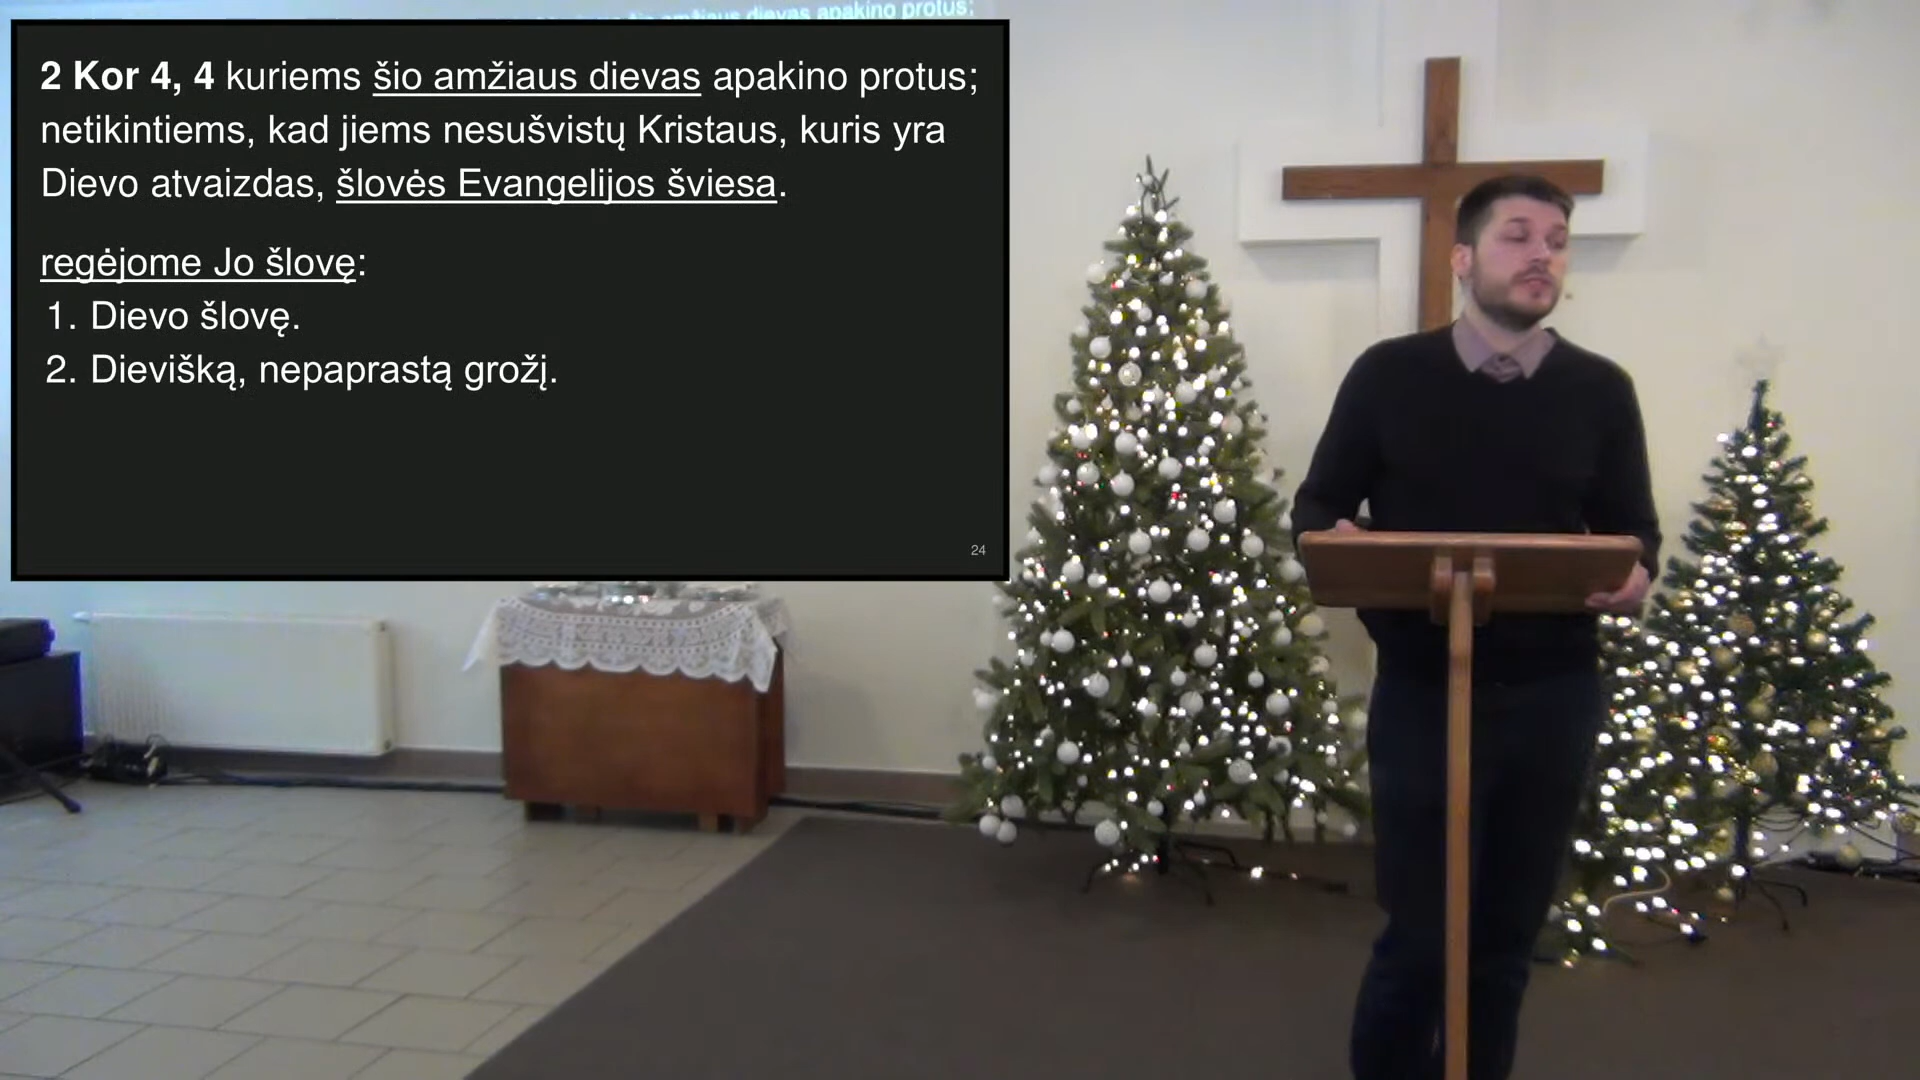 šio amžiaus dievas apakino protus;
2 Kor 4, 4 kuriems šio amžiaus dievas apakino protus;
netikintiems, kad jiems nesušvistų Kristaus, kuris yra
Dievo atvaizdas, šlovės Evangelijos šviesa.
regėjome Jo šlovę:
1. Dievo šlovę.
2. Dievišką, nepaprastą grožį.
24